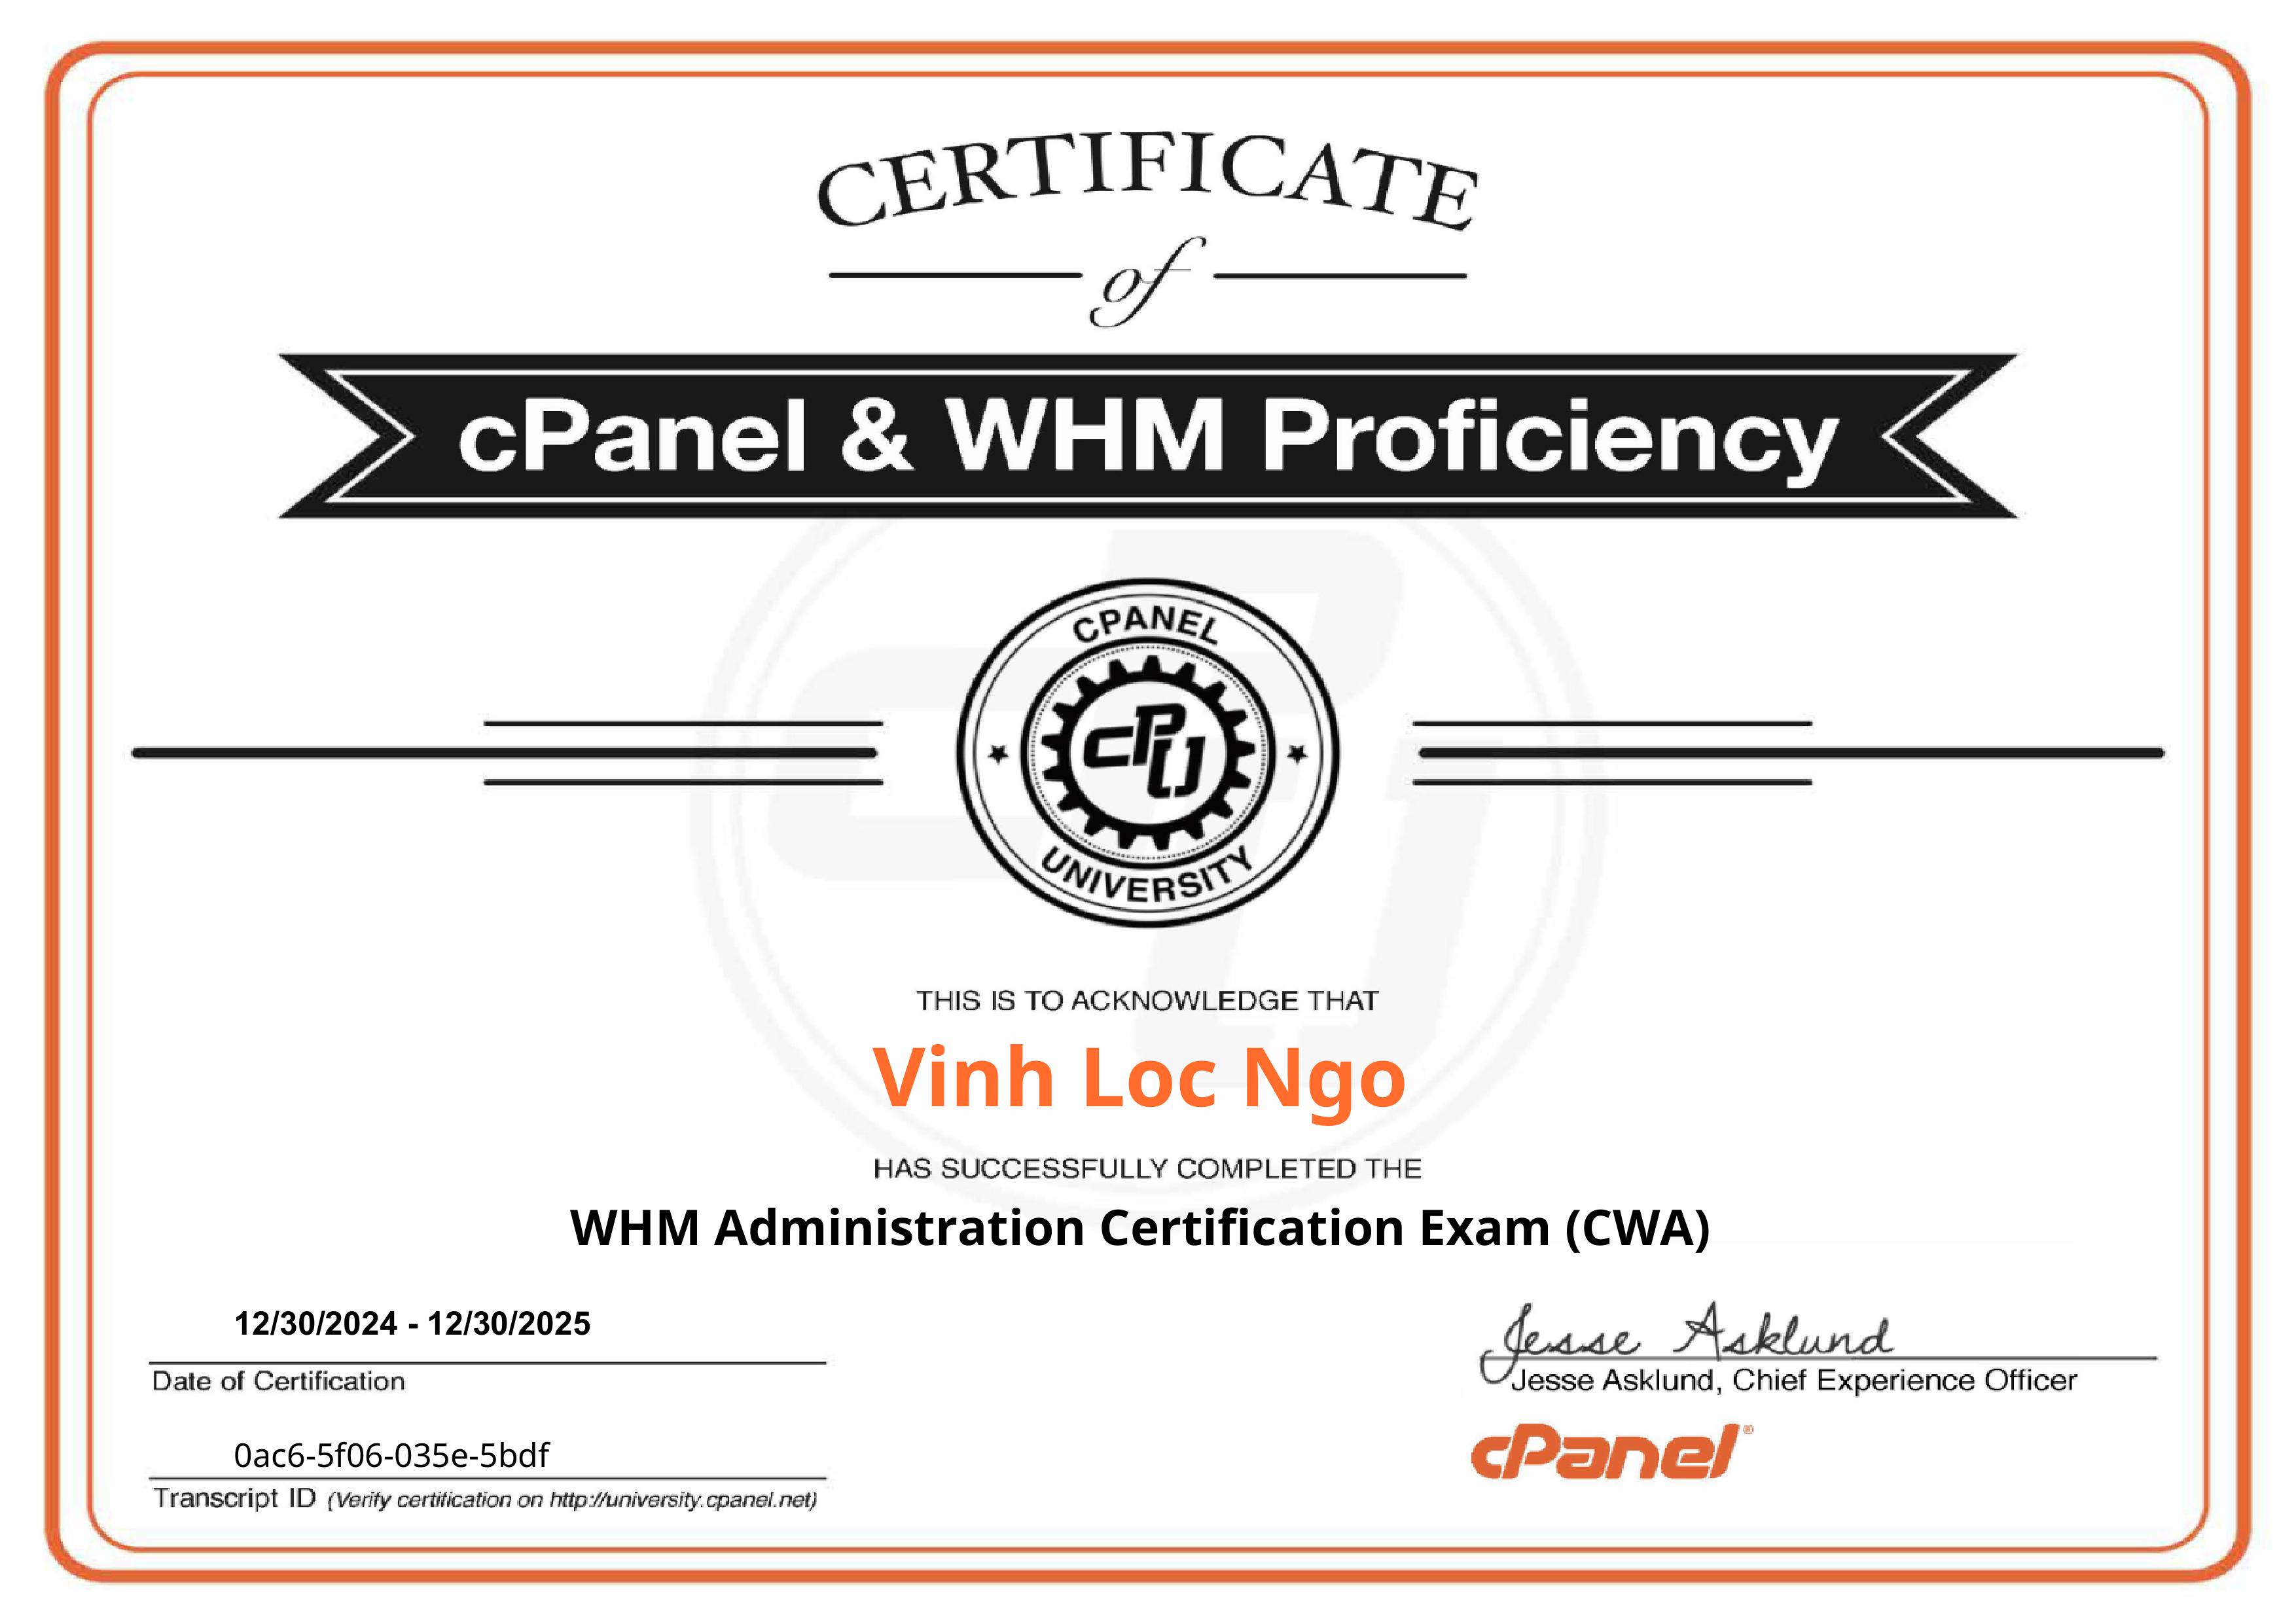 CERTIFICATE
of
cPanel & WHM Proficiency
CPANEL
cPU
UNIVERSITY
THIS IS TO ACKNOWLEDGE THAT
Vinh Loc Ngo
HAS SUCCESSFULLY COMPLETED THE
WHM Administration Certification Exam (CWA)
12/30/2024 - 12/30/2025
Date of Certification
Jesse Asklund
Jesse Asklund, Chief Experience Officer
0ac6-5f06-035e-5bdf
Transcript ID (Verify certification on http://university.cpanel.net)
cPanel®